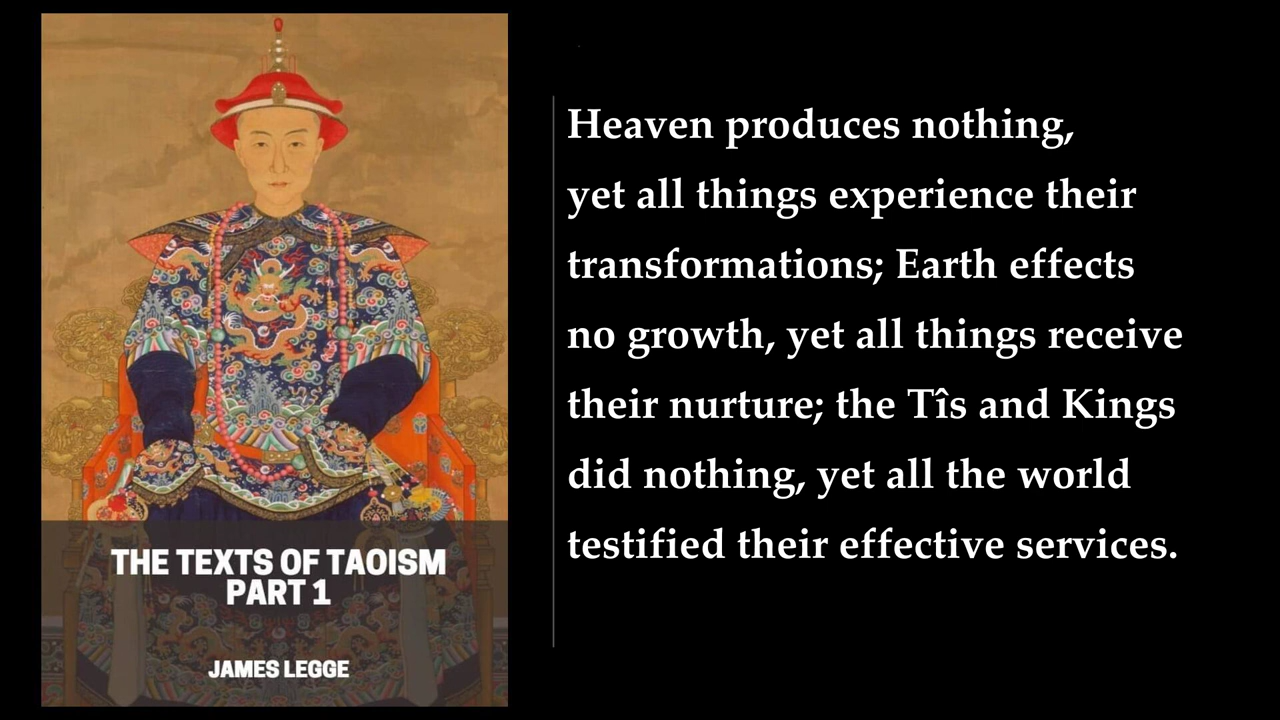 THE TEXTS OF TAOISM
PART 1
JAMES LEGGE
Heaven produces nothing,
yet all things experience their
transformations; Earth effects
no growth, yet all things receive
their nurture; the Tîs and Kings
did nothing, yet all the world
testified their effective services.